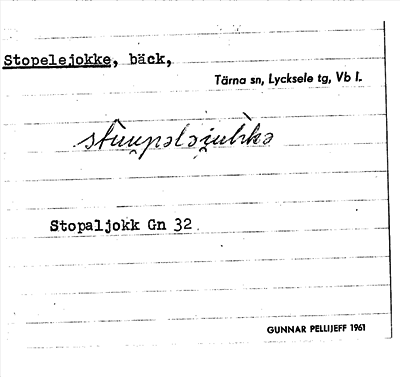 Stopelejokke, bäck,
Tärna sn, Lycksele tg, Vb l.
Stopaljokk Gn 32.
GUNNAR PELLIJEFF 1961